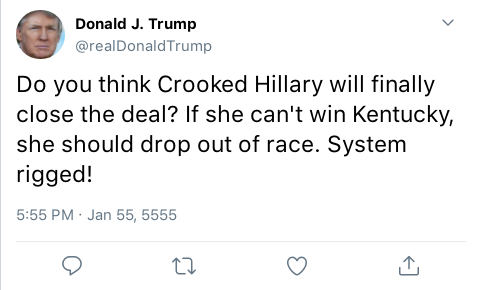 Donald J. Trump
@realDonaldTrump
Do you think Crooked Hillary will finally
close the deal? If she can't win Kentucky,
she should drop out of race. System
rigged!
5:55 PM · Jan 55, 5555